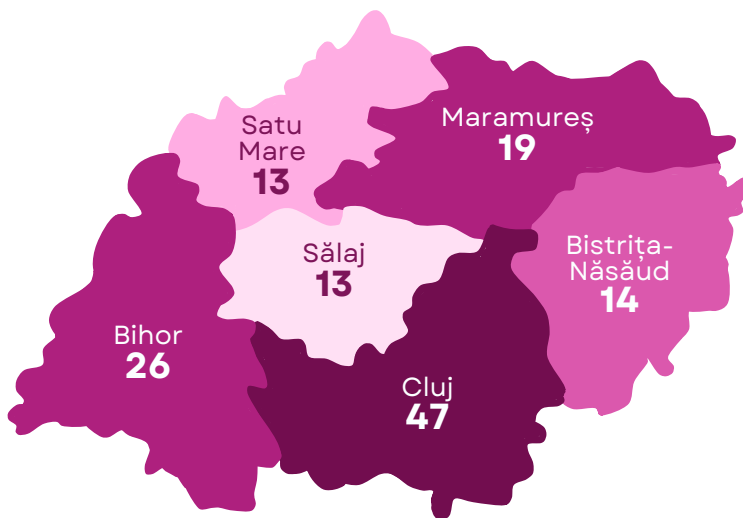 Satu
Mare
13
Maramureș
19
Sălaj
13
Bistrița-
Năsăud
14
Bihor
26
Cluj
47